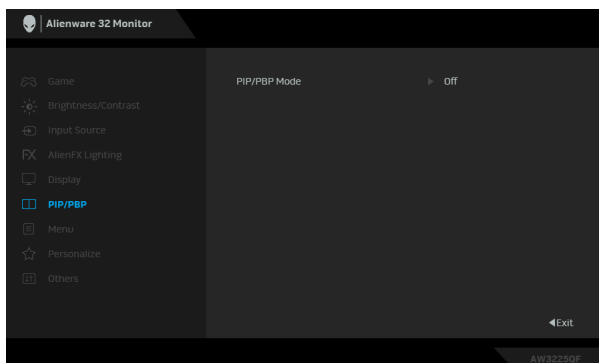 Alienware 32 Monitor
Game
PIP/PBP Mode Off
Brightness/Contrast
Input Source
AlienFX Lighting
Display
PIP/PBP
Menu
Personalize
Others
Exit
AW3225QF